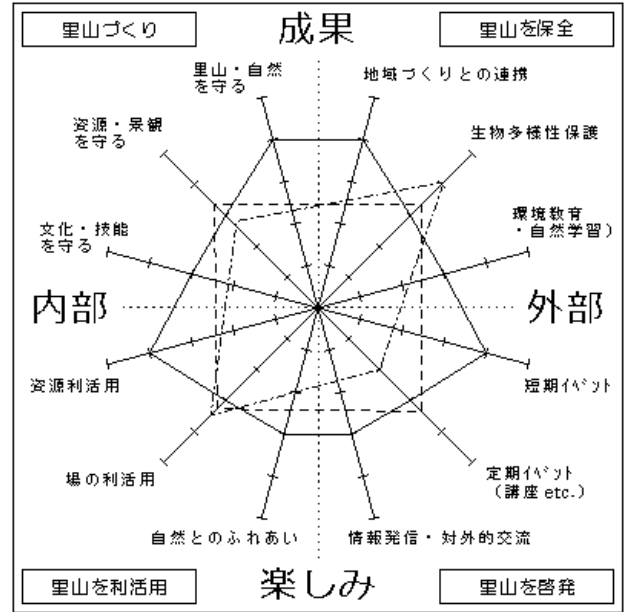 里山づくり
成果
里山を保全
里山・自然
を守る
地域づくりとの連携
資源・景観
を守る
生物多様性保護
文化・技能
を守る
環境教育
・自然学習）
内部
外部
資源利活用
短期ｲﾍﾞﾝﾄ
場の利活用
定期ｲﾍﾞﾝﾄ
（講座 etc.）
自然とのふれあい
情報発信・対外的交流
里山を利活用
楽しみ
里山を啓発